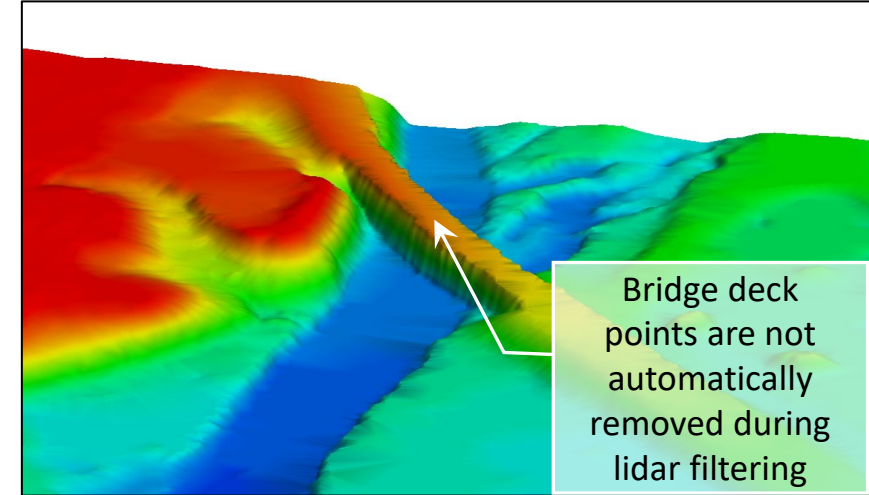 Bridge deck
points are not
automatically
removed during
lidar filtering